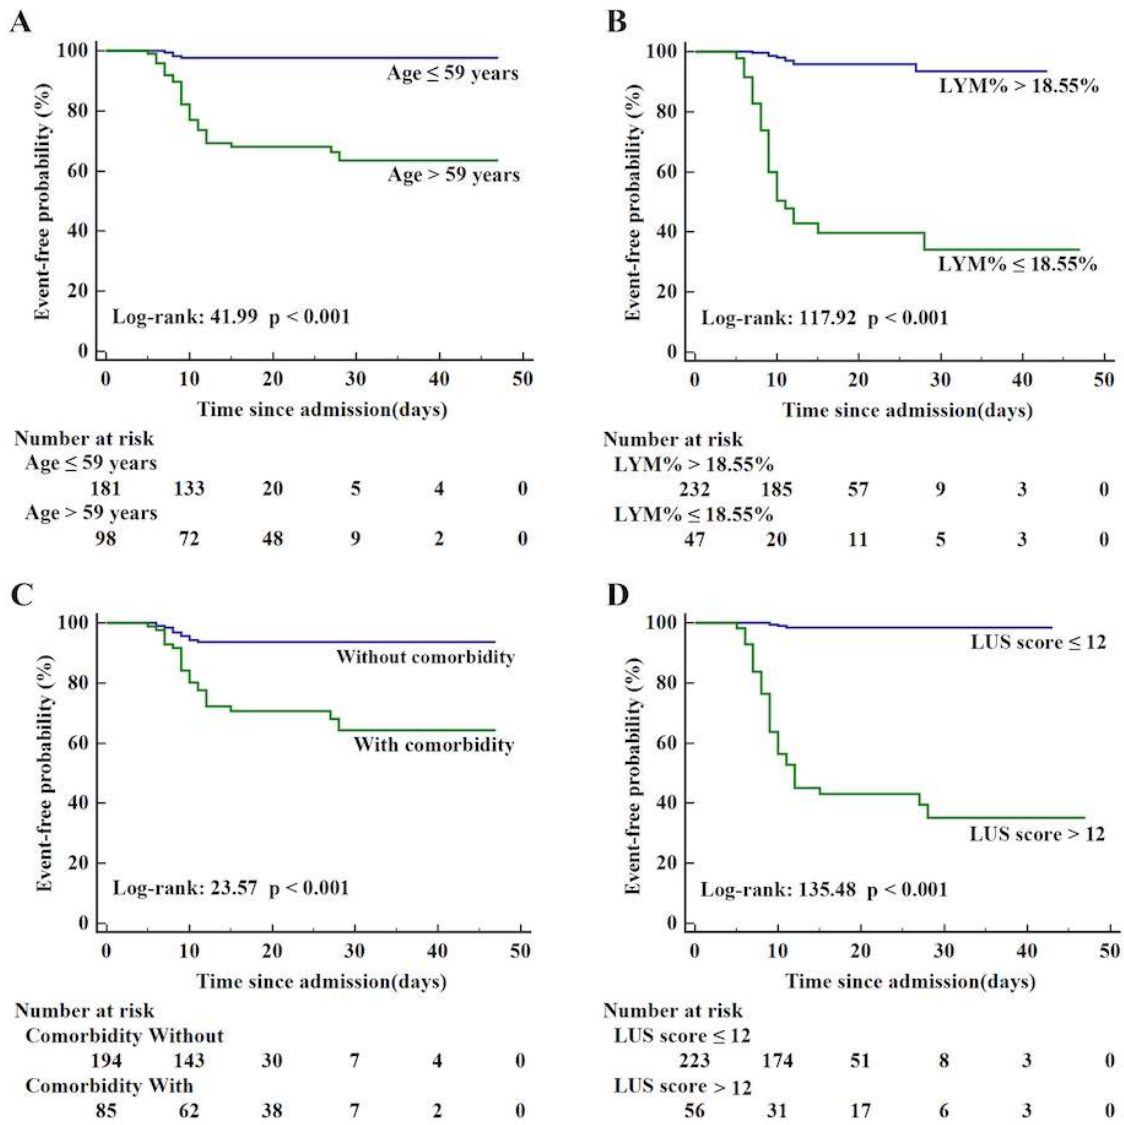 A
100
80
60
40
20
0
Event-free probability (%)
Age ≤ 59 years
Age > 59 years
Log-rank: 41.99 p < 0.001
0 10 20 30 40 50
Time since admission(days)
Number at risk
Age ≤ 59 years
181 133 20 5 4 0
Age > 59 years
98 72 48 9 2 0
B
100
80
60
40
20
0
Event-free probability (%)
LYM% > 18.55%
LYM% ≤ 18.55%
Log-rank: 117.92 p < 0.001
0 10 20 30 40 50
Time since admission(days)
Number at risk
LYM% > 18.55%
232 185 57 9 3 0
LYM% ≤ 18.55%
47 20 11 5 3 0
C
100
80
60
40
20
0
Event-free probability (%)
Without comorbidity
With comorbidity
Log-rank: 23.57 p < 0.001
0 10 20 30 40 50
Time since admission(days)
Number at risk
Comorbidity Without
194 143 30 7 4 0
Comorbidity With
85 62 38 7 2 0
D
100
80
60
40
20
0
Event-free probability (%)
LUS score ≤ 12
LUS score > 12
Log-rank: 135.48 p < 0.001
0 10 20 30 40 50
Time since admission(days)
Number at risk
LUS score ≤ 12
223 174 51 8 3 0
LUS score > 12
56 31 17 6 3 0